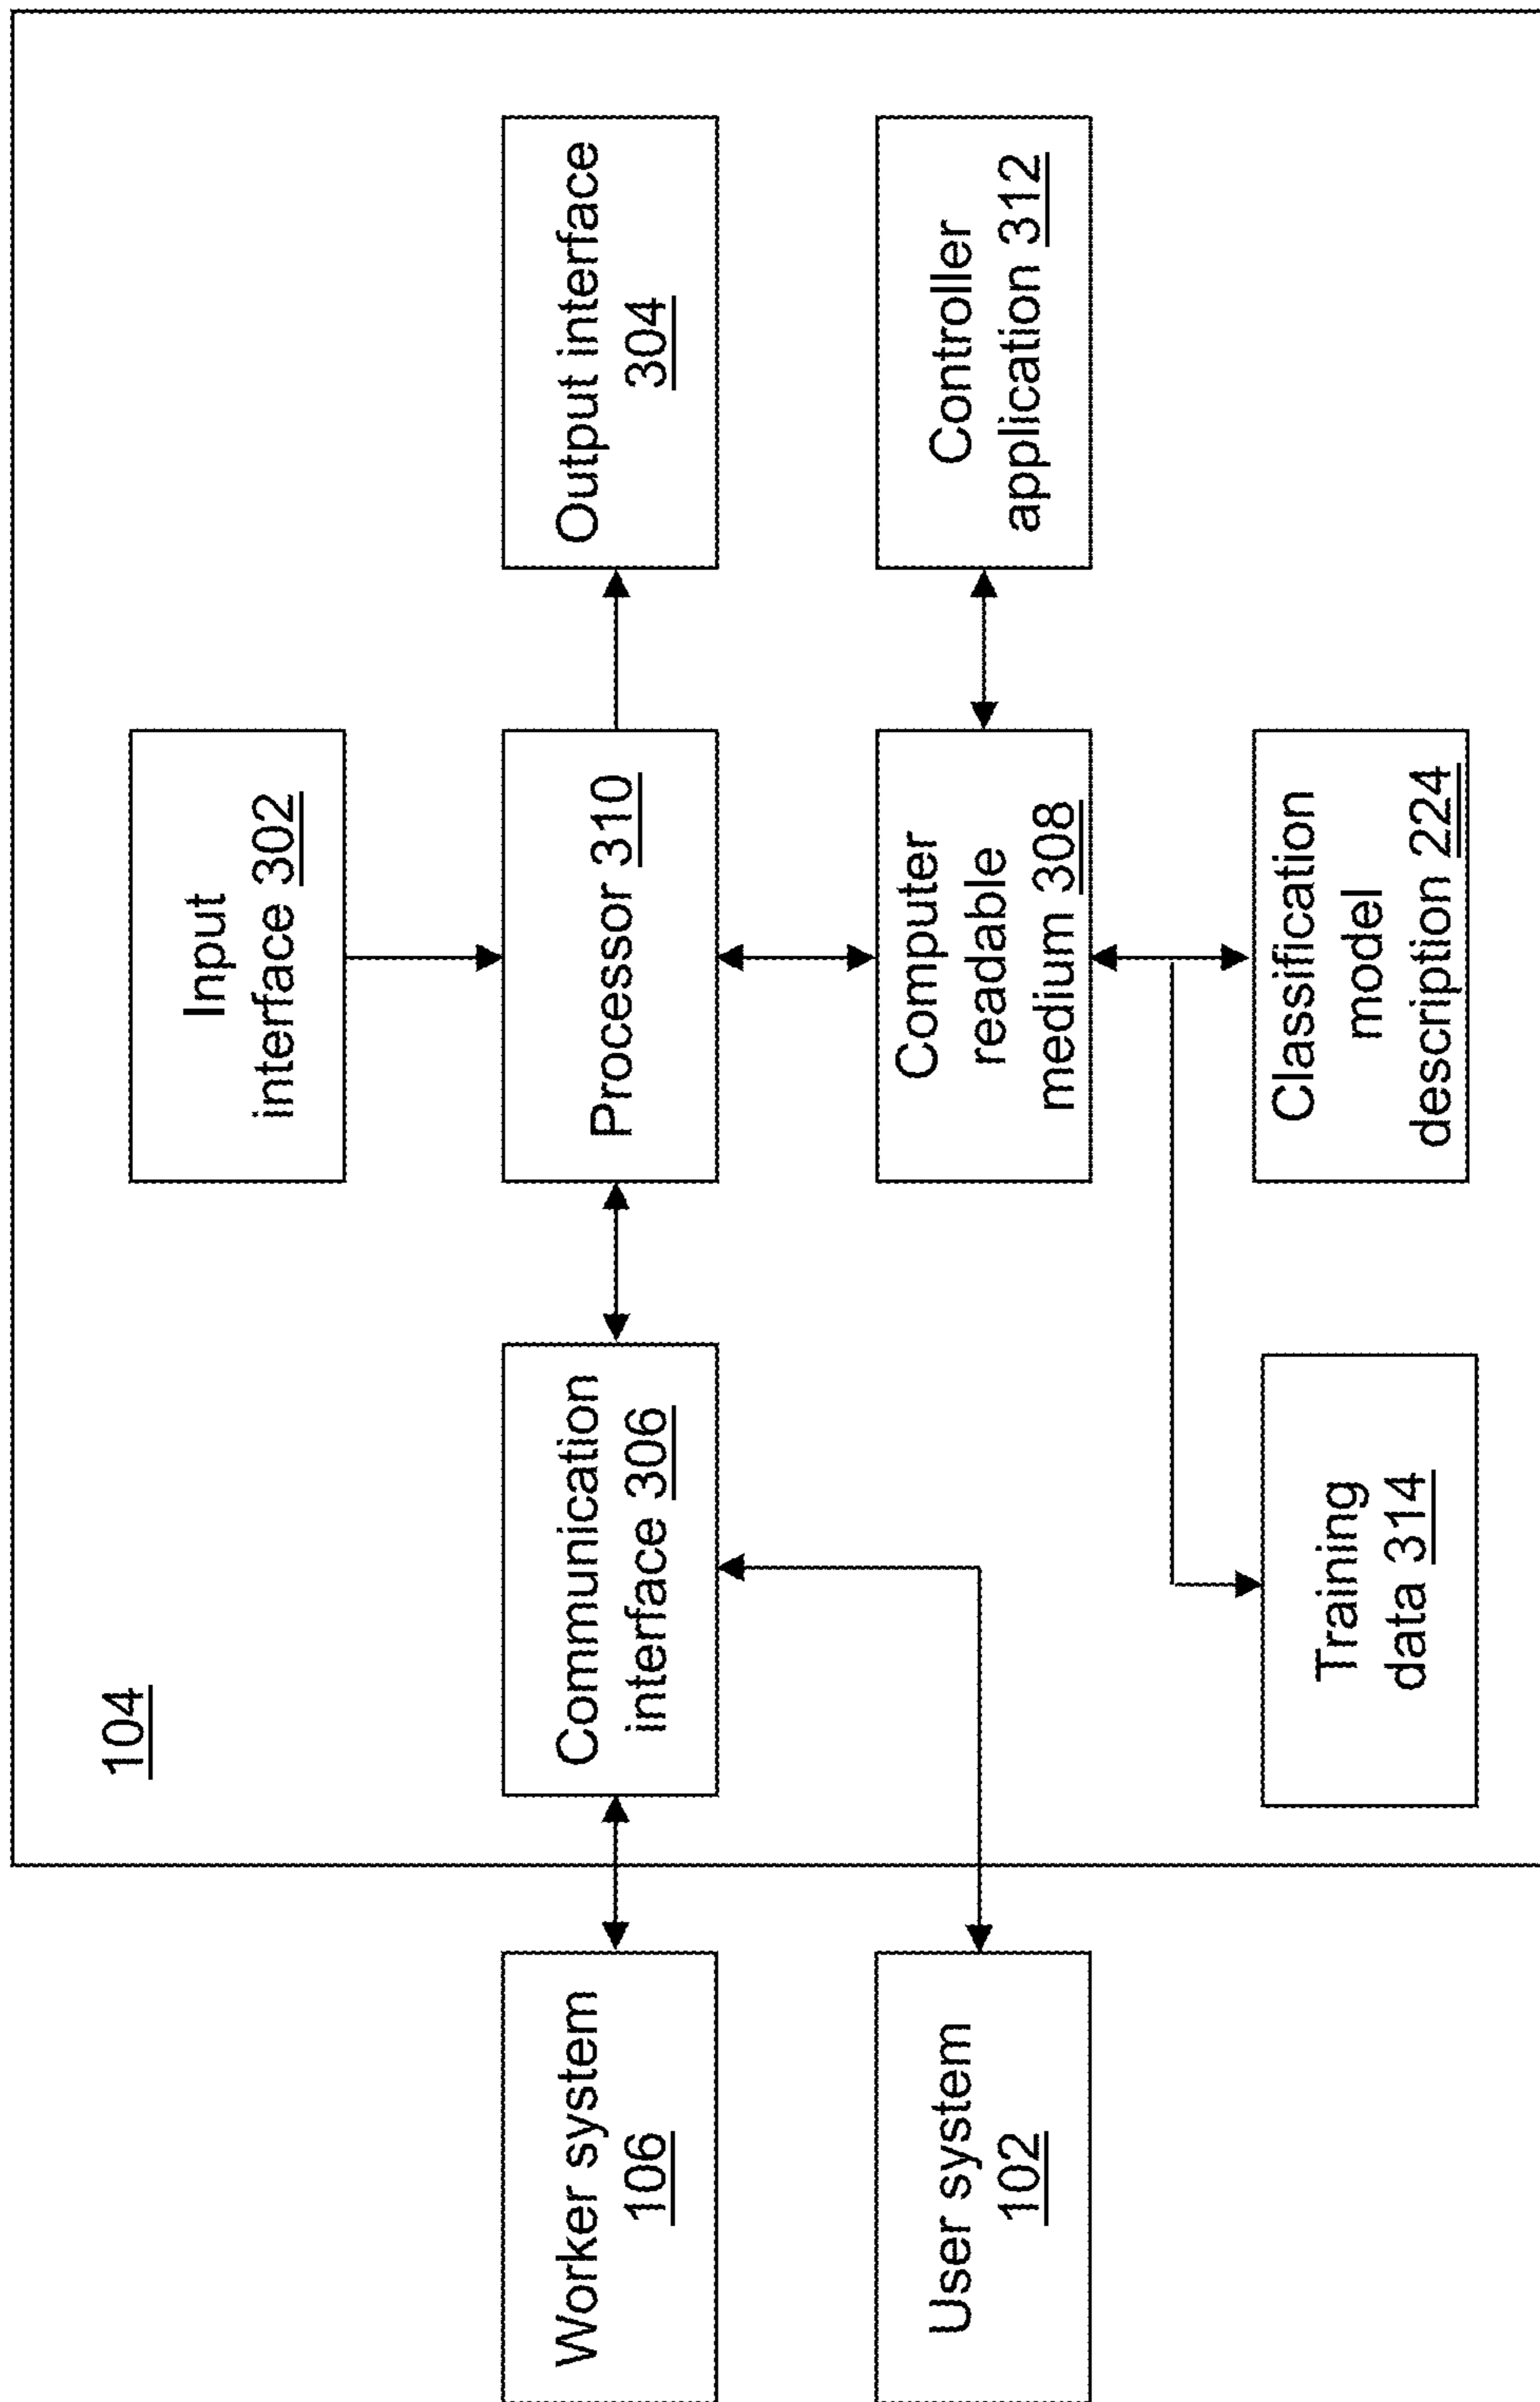 104
Input
interface 302
Worker system
106
Communication
interface 306
Processor 310
Output interface
304
User system
102
Computer
readable
medium 308
Controller
application 312
Training
data 314
Classification
model
description 224